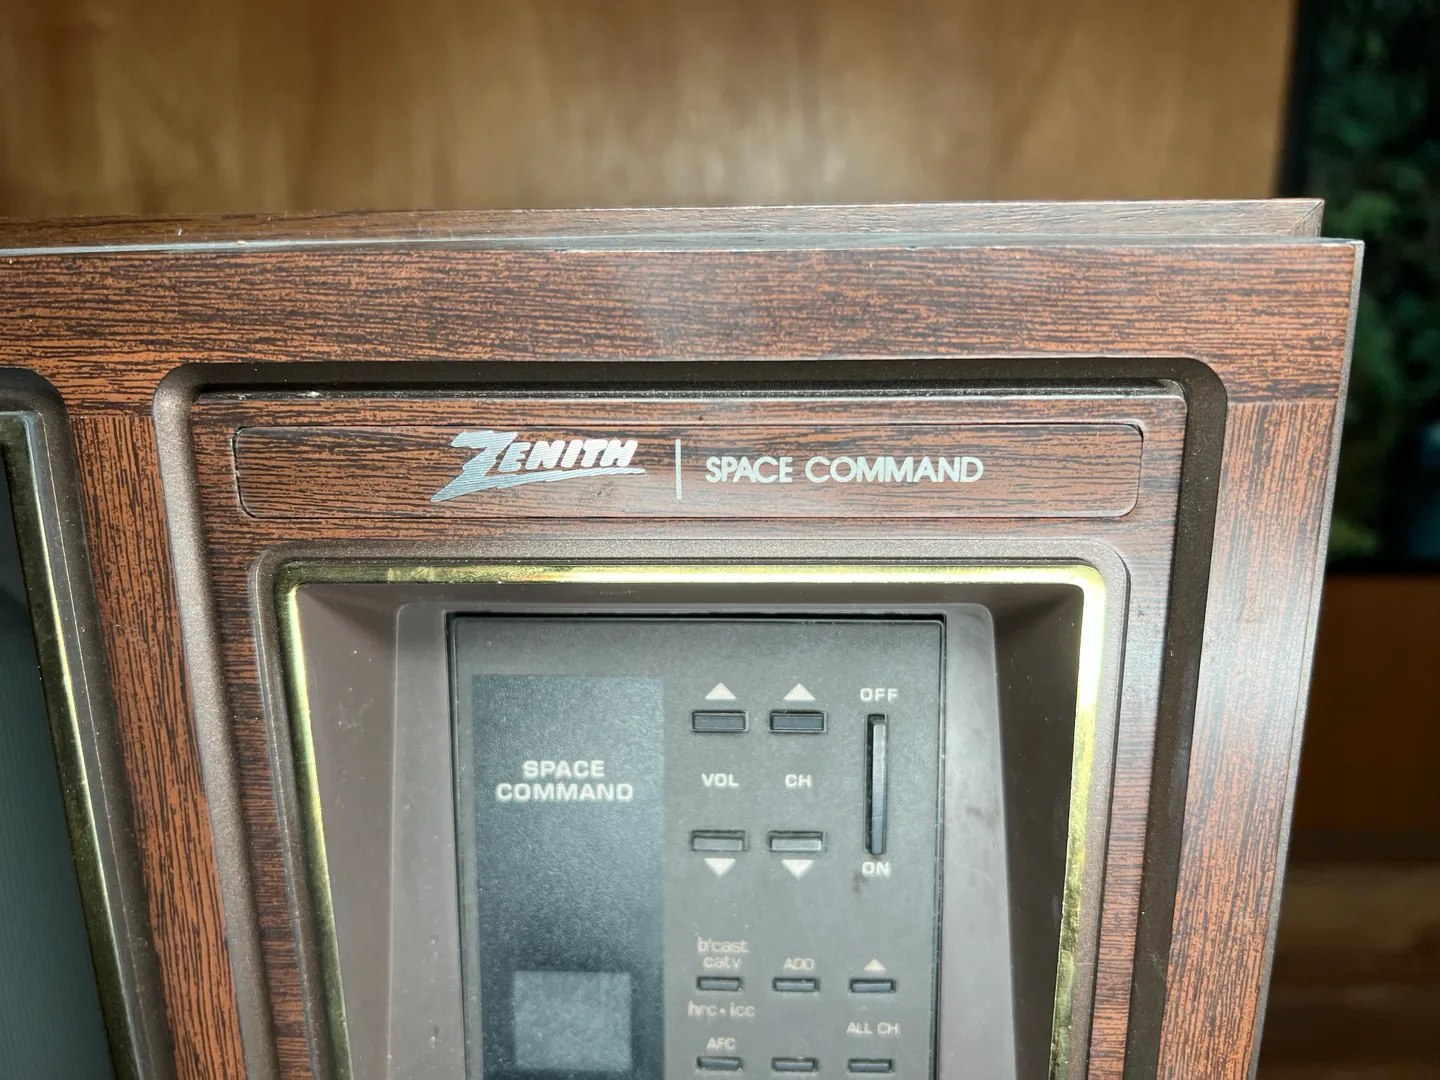 ZENITH | SPACE COMMAND
SPACE
COMMAND
OFF
VOL CH
ON
b'cast
catv
ADD
hrc • icc
ALL CH
AFC